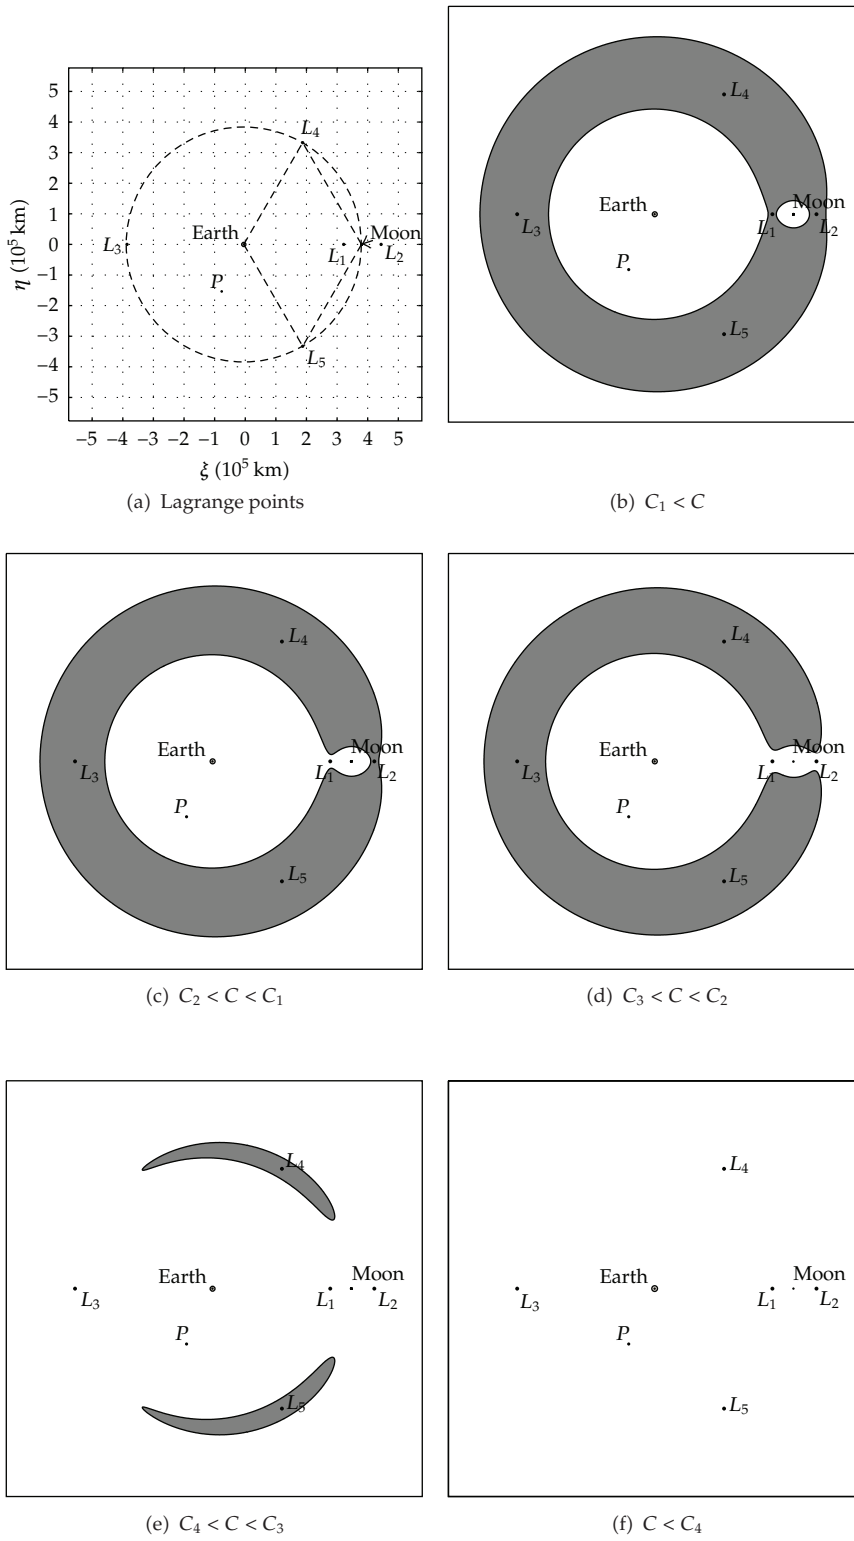 5
4
3
2
1
0
−1
−2
−3
−4
−5
η (10⁵ km)
L₄
Earth
Moon
L₃
L₁
L₂
P
L₅
−5 −4 −3 −2 −1 0 1 2 3 4 5
ξ (10⁵ km)
(a) Lagrange points
L₄
Earth
Moon
L₃
L₁
L₂
P
L₅
(b) C₁ < C
L₄
Earth
Moon
L₃
L₁
L₂
P
L₅
(c) C₂ < C < C₁
L₄
Earth
Moon
L₃
L₁
L₂
P
L₅
(d) C₃ < C < C₂
L₄
Earth
Moon
L₃
L₁
L₂
P
L₅
(e) C₄ < C < C₃
L₄
Earth
Moon
L₃
L₁
L₂
P
L₅
(f) C < C₄